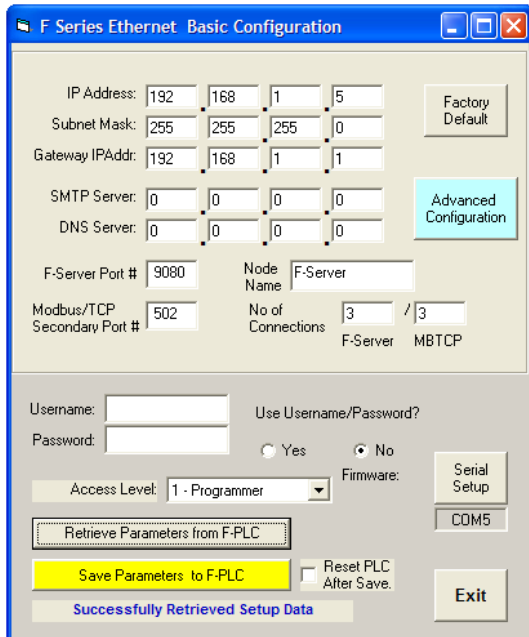 F Series Ethernet Basic Configuration
IP Address: 192 . 168 . 1 . 5
Factory
Default
Subnet Mask: 255 . 255 . 255 . 0
Gateway IPAddr: 192 . 168 . 1 . 1
SMTP Server: 0 . 0 . 0 . 0
Advanced
Configuration
DNS Server: 0 . 0 . 0 . 0
F-Server Port # 9080
Node
Name F-Server
Modbus/TCP
Secondary Port # 502
No of
Connections 3 / 3
F-Server MBTCP
Username:
Use Username/Password?
Password:
Yes No
Firmware:
Access Level: 1 - Programmer
Serial
Setup
COM5
Retrieve Parameters from F-PLC
Save Parameters to F-PLC
Reset PLC
After Save.
Exit
Successfully Retrieved Setup Data